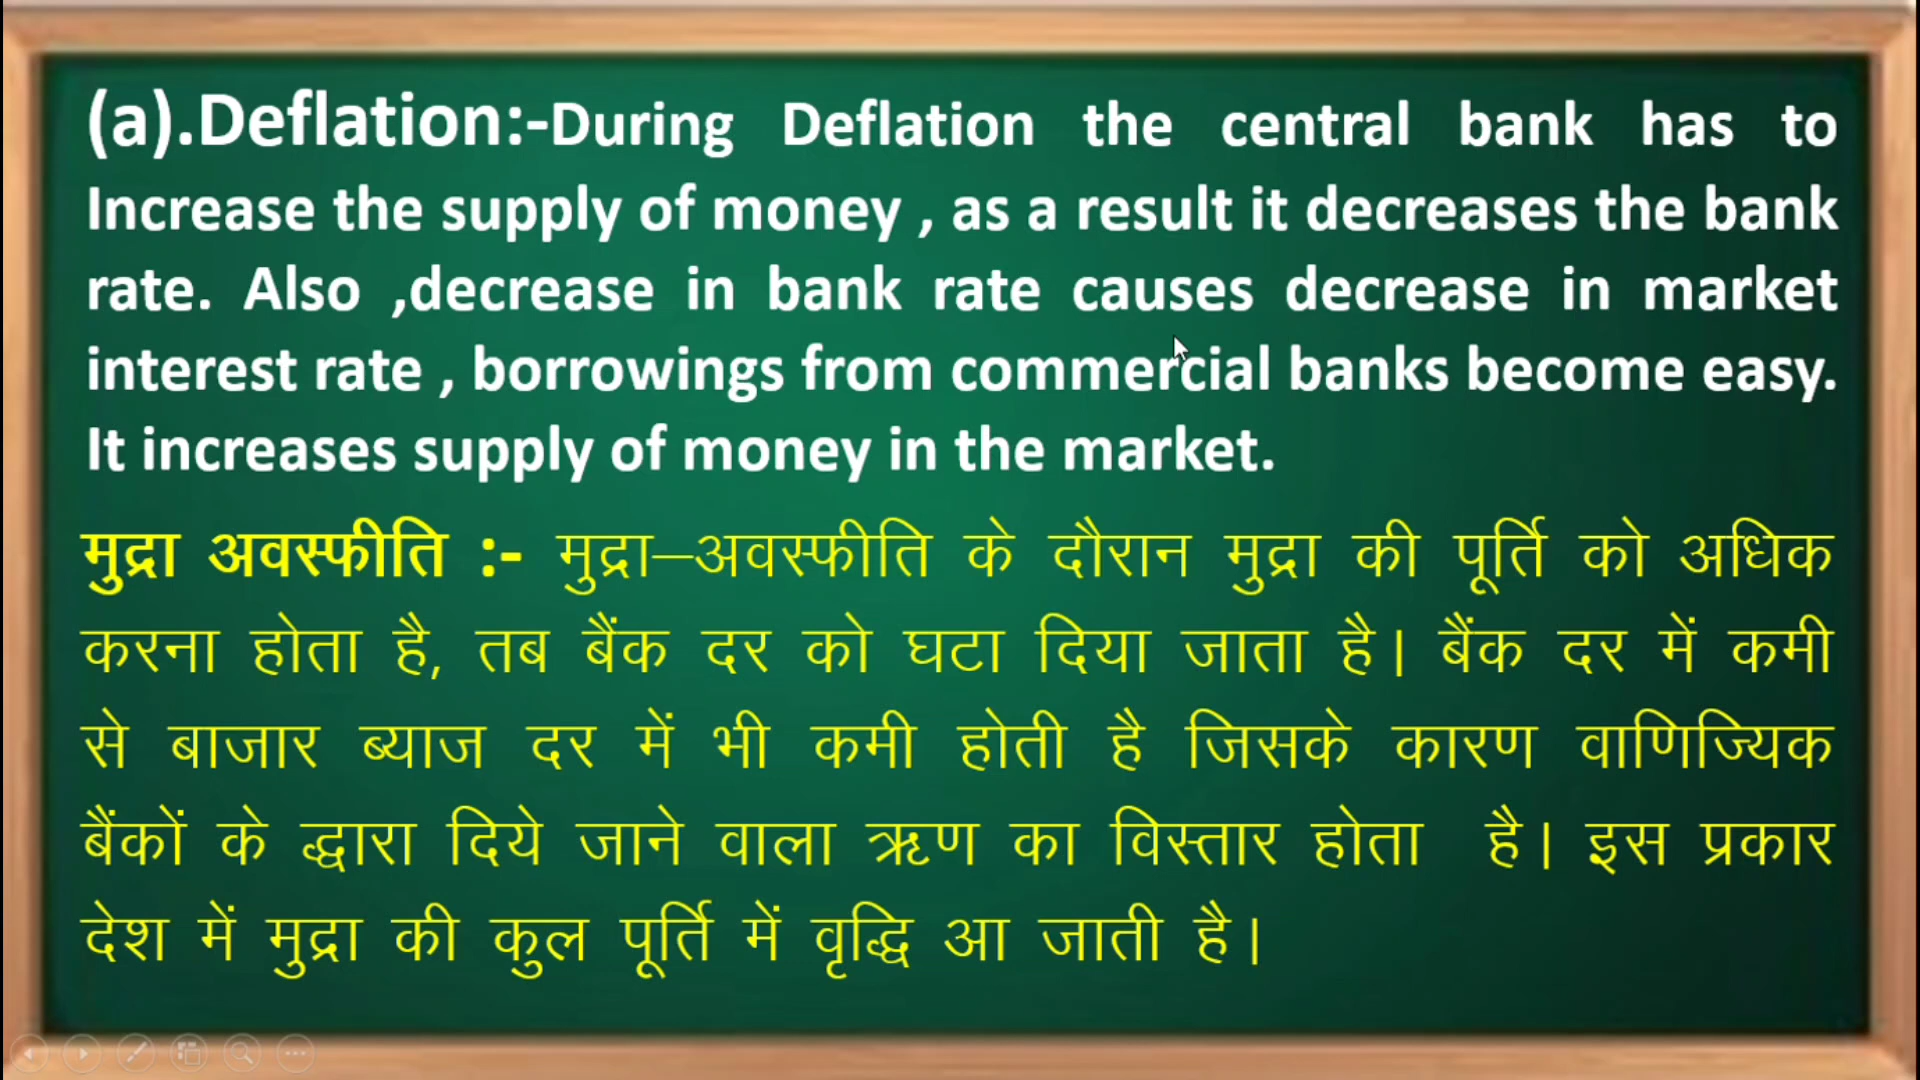 (a).Deflation:-During Deflation the central bank has to
Increase the supply of money , as a result it decreases the bank
rate. Also ,decrease in bank rate causes decrease in market
interest rate , borrowings from commercial banks become easy.
It increases supply of money in the market.
मुद्रा अवस्फीति :- मुद्रा–अवस्फीति के दौरान मुद्रा की पूर्ति को अधिक
करना होता है, तब बैंक दर को घटा दिया जाता है। बैंक दर में कमी
से बाजार ब्याज दर में भी कमी होती है जिसके कारण वाणिज्यिक
बैंकों के द्धारा दिये जाने वाला ऋण का विस्तार होता है। इस प्रकार
देश में मुद्रा की कुल पूर्ति में वृद्धि आ जाती है।